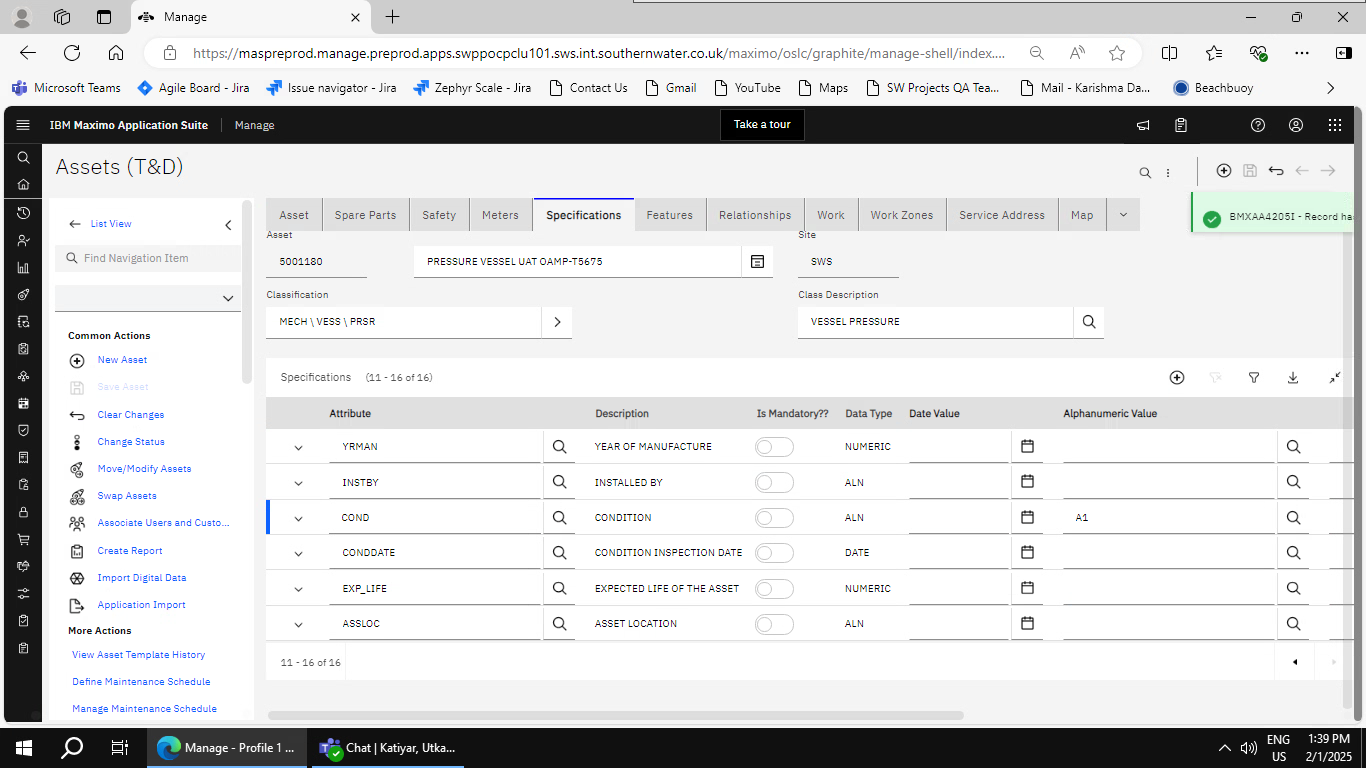 Manage
https://maspreprod.manage.preprod.apps.swppocpclu101.sws.int.southernwater.co.uk/maximo/oslc/graphite/manage-shell/index....
Microsoft Teams
Agile Board - Jira
Issue navigator - Jira
Zephyr Scale - Jira
Contact Us
Gmail
YouTube
Maps
SW Projects QA Tea...
Mail - Karishma Da...
Beachbuoy
IBM Maximo Application Suite
Manage
Take a tour
Assets (T&D)
BMXAA4205I - Record ha
List View
Find Navigation Item
Common Actions
New Asset
Save Asset
Clear Changes
Change Status
Move/Modify Assets
Swap Assets
Associate Users and Custo...
Create Report
Import Digital Data
Application Import
More Actions
View Asset Template History
Define Maintenance Schedule
Manage Maintenance Schedule
Asset
Spare Parts
Safety
Meters
Specifications
Features
Relationships
Work
Work Zones
Service Address
Map
Asset
Site
5001180
PRESSURE VESSEL UAT OAMP-T5675
SWS
Classification
Class Description
MECH \ VESS \ PRSR
VESSEL PRESSURE
Specifications (11 - 16 of 16)
Attribute Description Is Mandatory?? Data Type Date Value Alphanumeric Value
YRMAN YEAR OF MANUFACTURE NUMERIC
INSTBY INSTALLED BY ALN
COND CONDITION ALN A1
CONDDATE CONDITION INSPECTION DATE DATE
EXP_LIFE EXPECTED LIFE OF THE ASSET NUMERIC
ASSLOC ASSET LOCATION ALN
11 - 16 of 16
Manage - Profile 1 ...
Chat | Katiyar, Utka...
ENG
US
1:39 PM
2/1/2025